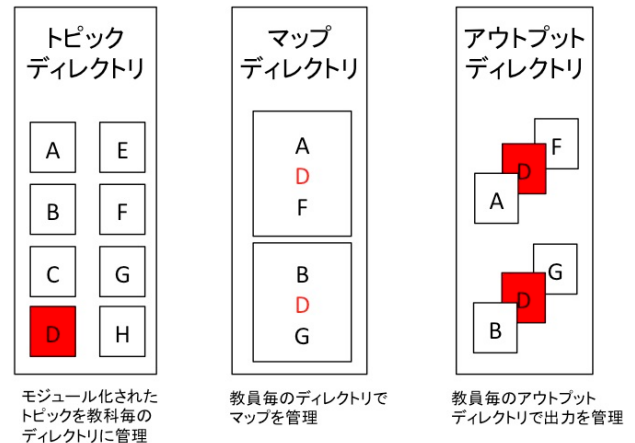 トピック
ディレクトリ
A
E
B
F
C
G
D
H
モジュール化された
トピックを教科毎の
ディレクトリに管理
マップ
ディレクトリ
A
D
F
B
D
G
教員毎のディレクトリで
マップを管理
アウトプット
ディレクトリ
F
D
A
G
D
B
教員毎のアウトプット
ディレクトリで出力を管理